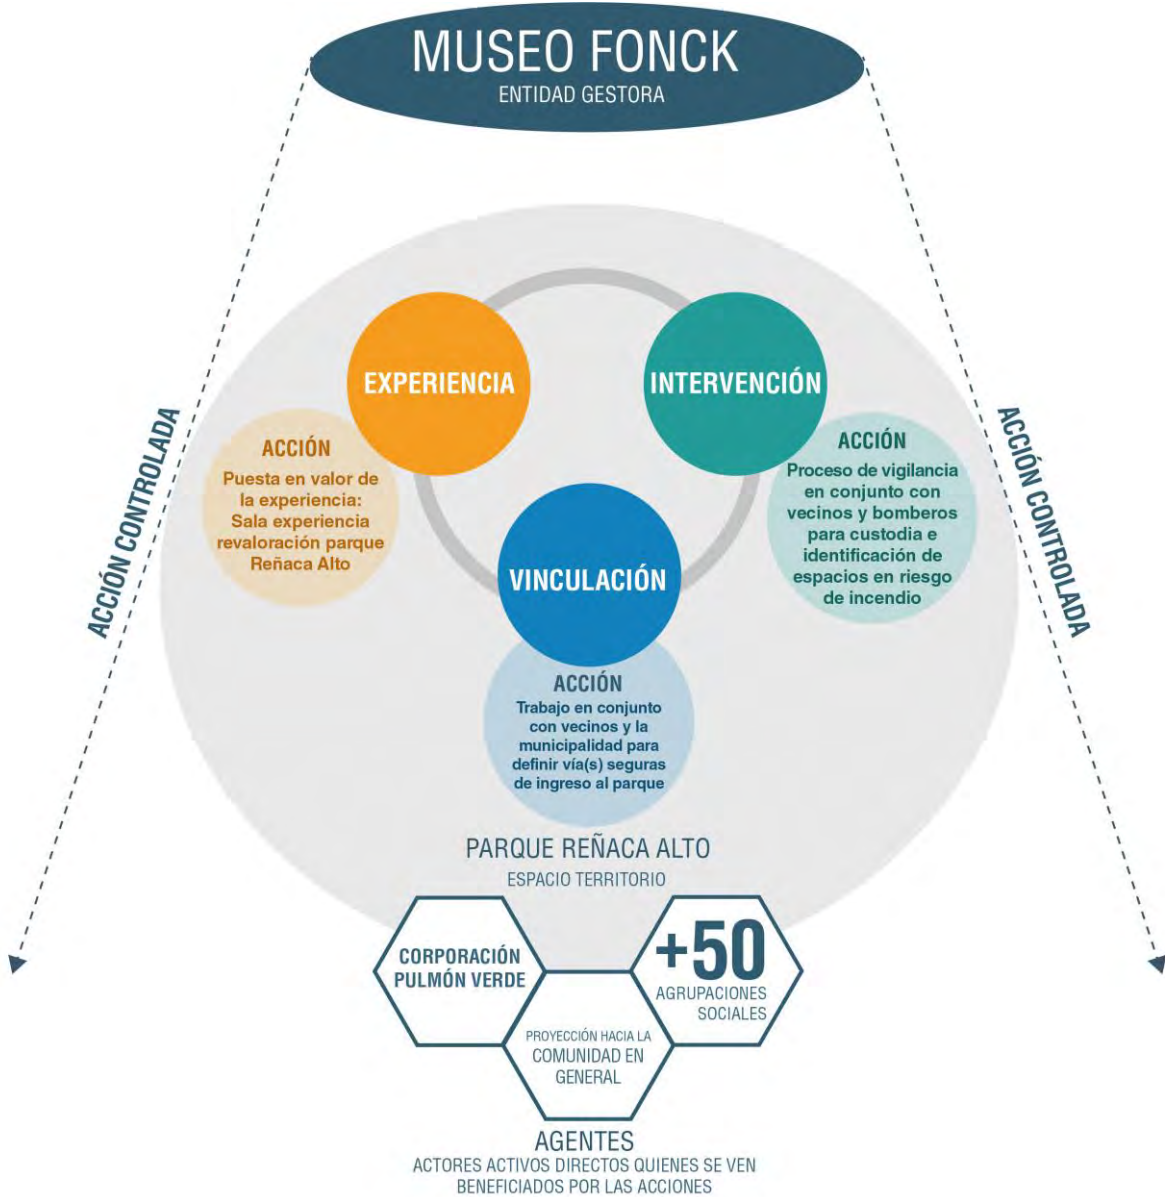 MUSEO FONCK
ENTIDAD GESTORA
ACCIÓN CONTROLADA
ACCIÓN CONTROLADA
EXPERIENCIA
ACCIÓN
Puesta en valor de
la experiencia:
Sala experiencia
revaloración parque
Reñaca Alto
INTERVENCIÓN
ACCIÓN
Proceso de vigilancia
en conjunto con
vecinos y bomberos
para custodia e
identificación de
espacios en riesgo
de incendio
VINCULACIÓN
ACCIÓN
Trabajo en conjunto
con vecinos y la
municipalidad para
definir vía(s) seguras
de ingreso al parque
PARQUE REÑACA ALTO
ESPACIO TERRITORIO
CORPORACIÓN
PULMÓN VERDE
+50
AGRUPACIONES
SOCIALES
PROYECCIÓN HACIA LA
COMUNIDAD EN
GENERAL
AGENTES
ACTORES ACTIVOS DIRECTOS QUIENES SE VEN
BENEFICIADOS POR LAS ACCIONES